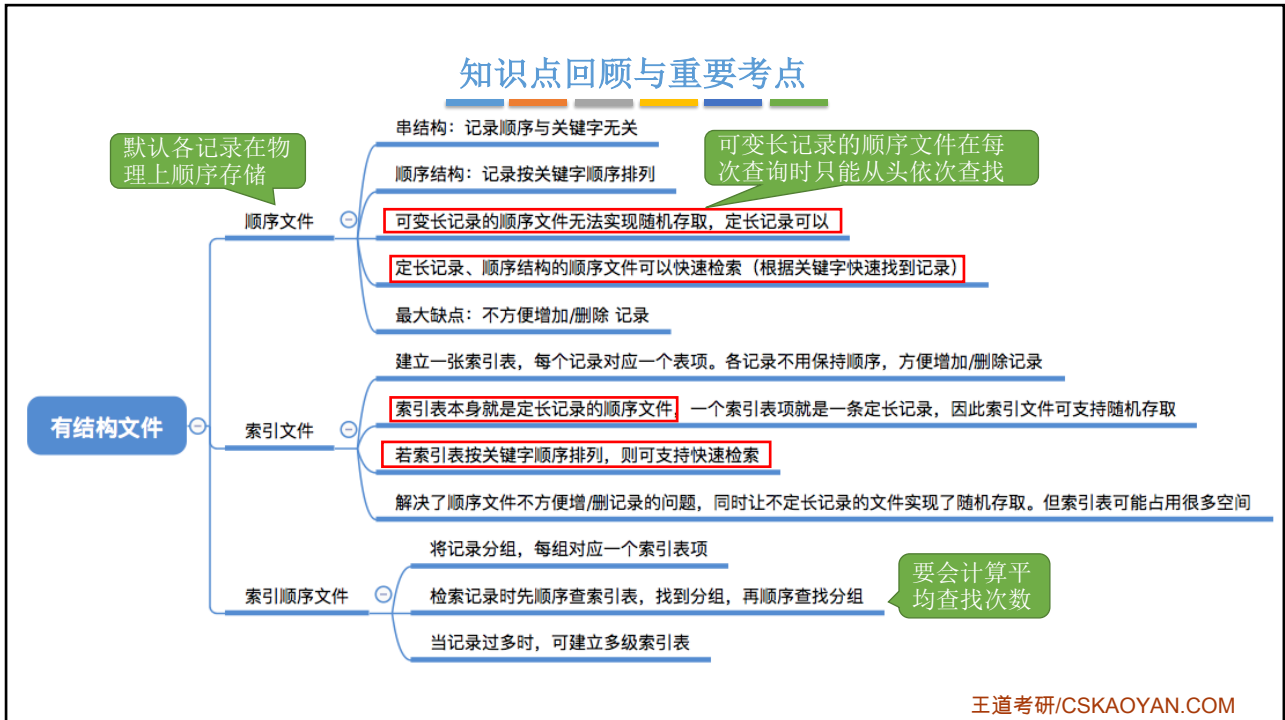 知识点回顾与重要考点
默认各记录在物
理上顺序存储
可变长记录的顺序文件在每
次查询时只能从头依次查找
有结构文件
顺序文件
串结构：记录顺序与关键字无关
顺序结构：记录按关键字顺序排列
可变长记录的顺序文件无法实现随机存取，定长记录可以
定长记录、顺序结构的顺序文件可以快速检索（根据关键字快速找到记录）
最大缺点：不方便增加/删除 记录
索引文件
建立一张索引表，每个记录对应一个表项。各记录不用保持顺序，方便增加/删除记录
索引表本身就是定长记录的顺序文件，一个索引表项就是一条定长记录，因此索引文件可支持随机存取
若索引表按关键字顺序排列，则可支持快速检索
解决了顺序文件不方便增/删记录的问题，同时让不定长记录的文件实现了随机存取。但索引表可能占用很多空间
索引顺序文件
将记录分组，每组对应一个索引表项
检索记录时先顺序查索引表，找到分组，再顺序查找分组
当记录过多时，可建立多级索引表
要会计算平
均查找次数
王道考研/CSKAOYAN.COM